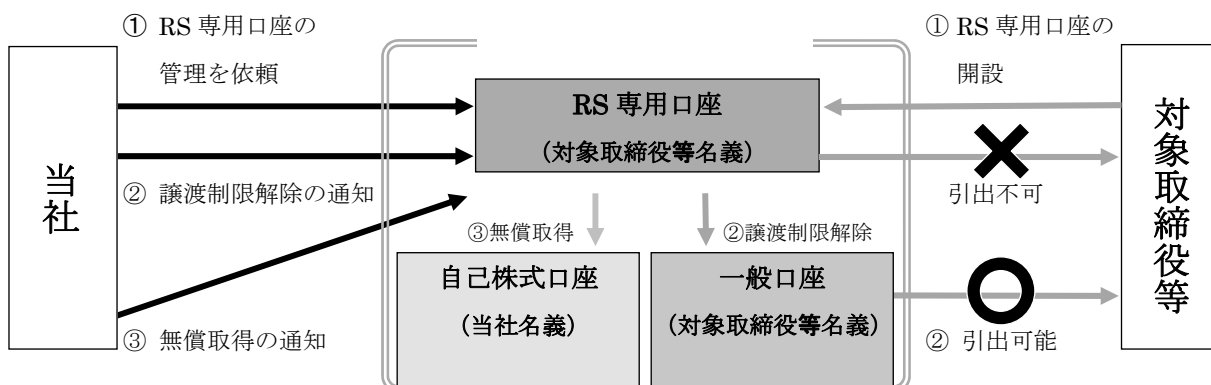 ① RS 専用口座の
管理を依頼
② 譲渡制限解除の通知
③ 無償取得の通知
当社
RS 専用口座
(対象取締役等名義)
③無償取得
②譲渡制限解除
自己株式口座
(当社名義)
一般口座
(対象取締役等名義)
① RS 専用口座の
開設
引出不可
② 引出可能
対象取締役等